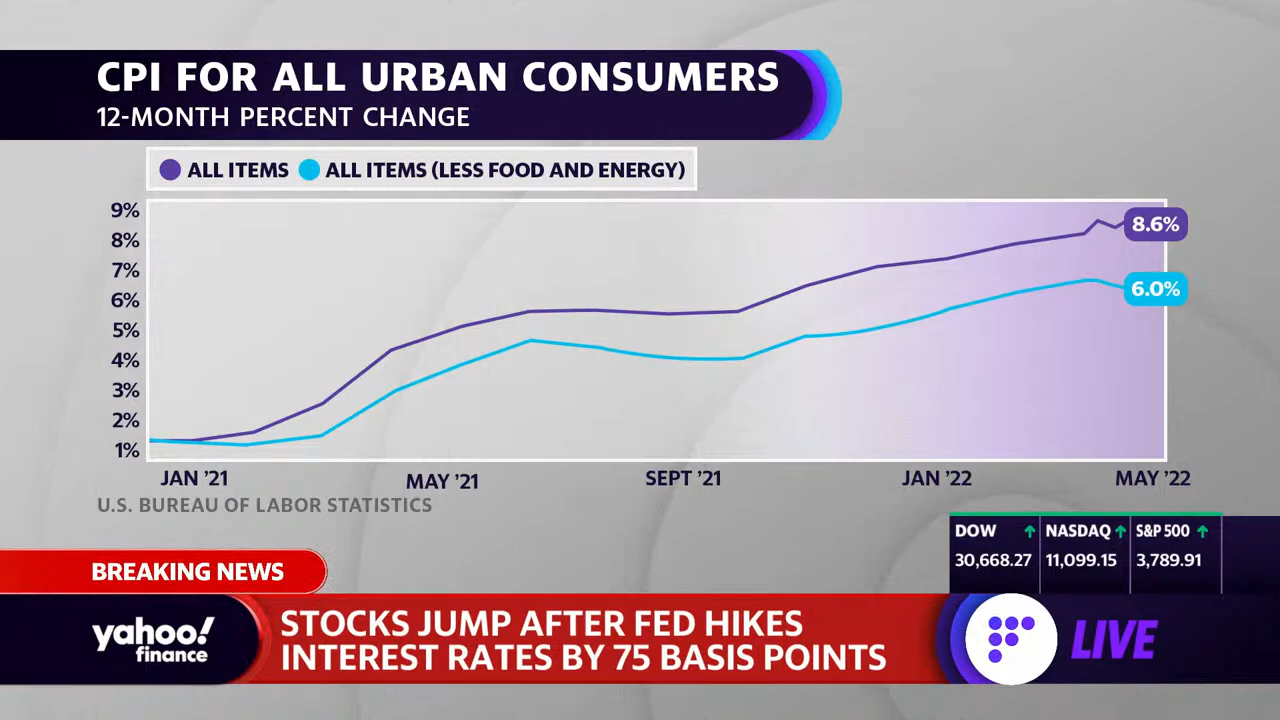 CPI FOR ALL URBAN CONSUMERS
12-MONTH PERCENT CHANGE
ALL ITEMS ALL ITEMS (LESS FOOD AND ENERGY)
9%
8%
7%
6%
5%
4%
3%
2%
1%
8.6%
6.0%
JAN '21 MAY '21 SEPT '21 JAN '22 MAY '22
U.S. BUREAU OF LABOR STATISTICS
DOW NASDAQ S&P 500
30,668.27 11,099.15 3,789.91
BREAKING NEWS
yahoo!
finance
STOCKS JUMP AFTER FED HIKES
INTEREST RATES BY 75 BASIS POINTS
LIVE